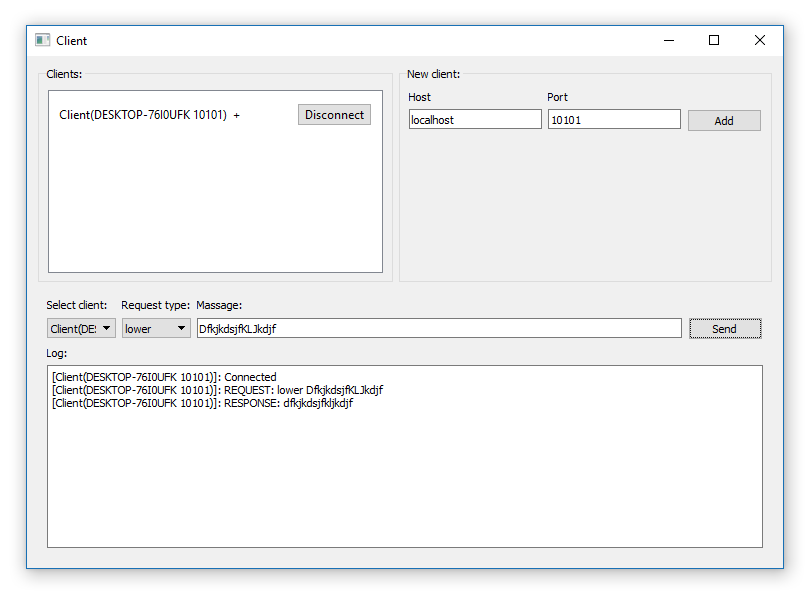 Client
Clients:
Client(DESKTOP-76I0UFK 10101) +
Disconnect
New client:
Host
Port
localhost
10101
Add
Select client:
Request type:
Massage:
Client(DE:
lower
DfkjkdsjfKLJkdjf
Send
Log:
[Client(DESKTOP-76I0UFK 10101)]: Connected
[Client(DESKTOP-76I0UFK 10101)]: REQUEST: lower DfkjkdsjfKLJkdjf
[Client(DESKTOP-76I0UFK 10101)]: RESPONSE: dfkjkdsjfkljkdjf